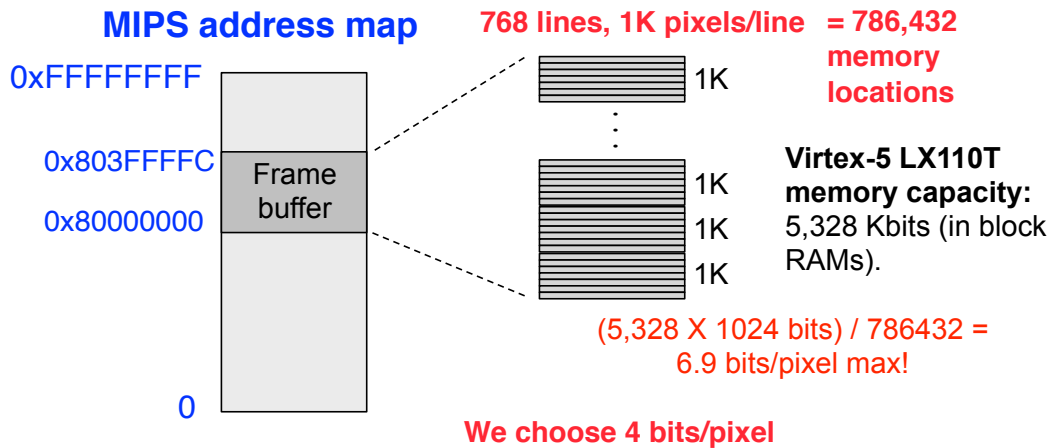 MIPS address map
0xFFFFFFFF
0x803FFFFC
Frame
buffer
0x80000000
0
768 lines, 1K pixels/line = 786,432
memory
locations
1K
1K
1K
1K
Virtex-5 LX110T
memory capacity:
5,328 Kbits (in block
RAMs).
(5,328 X 1024 bits) / 786432 =
6.9 bits/pixel max!
We choose 4 bits/pixel